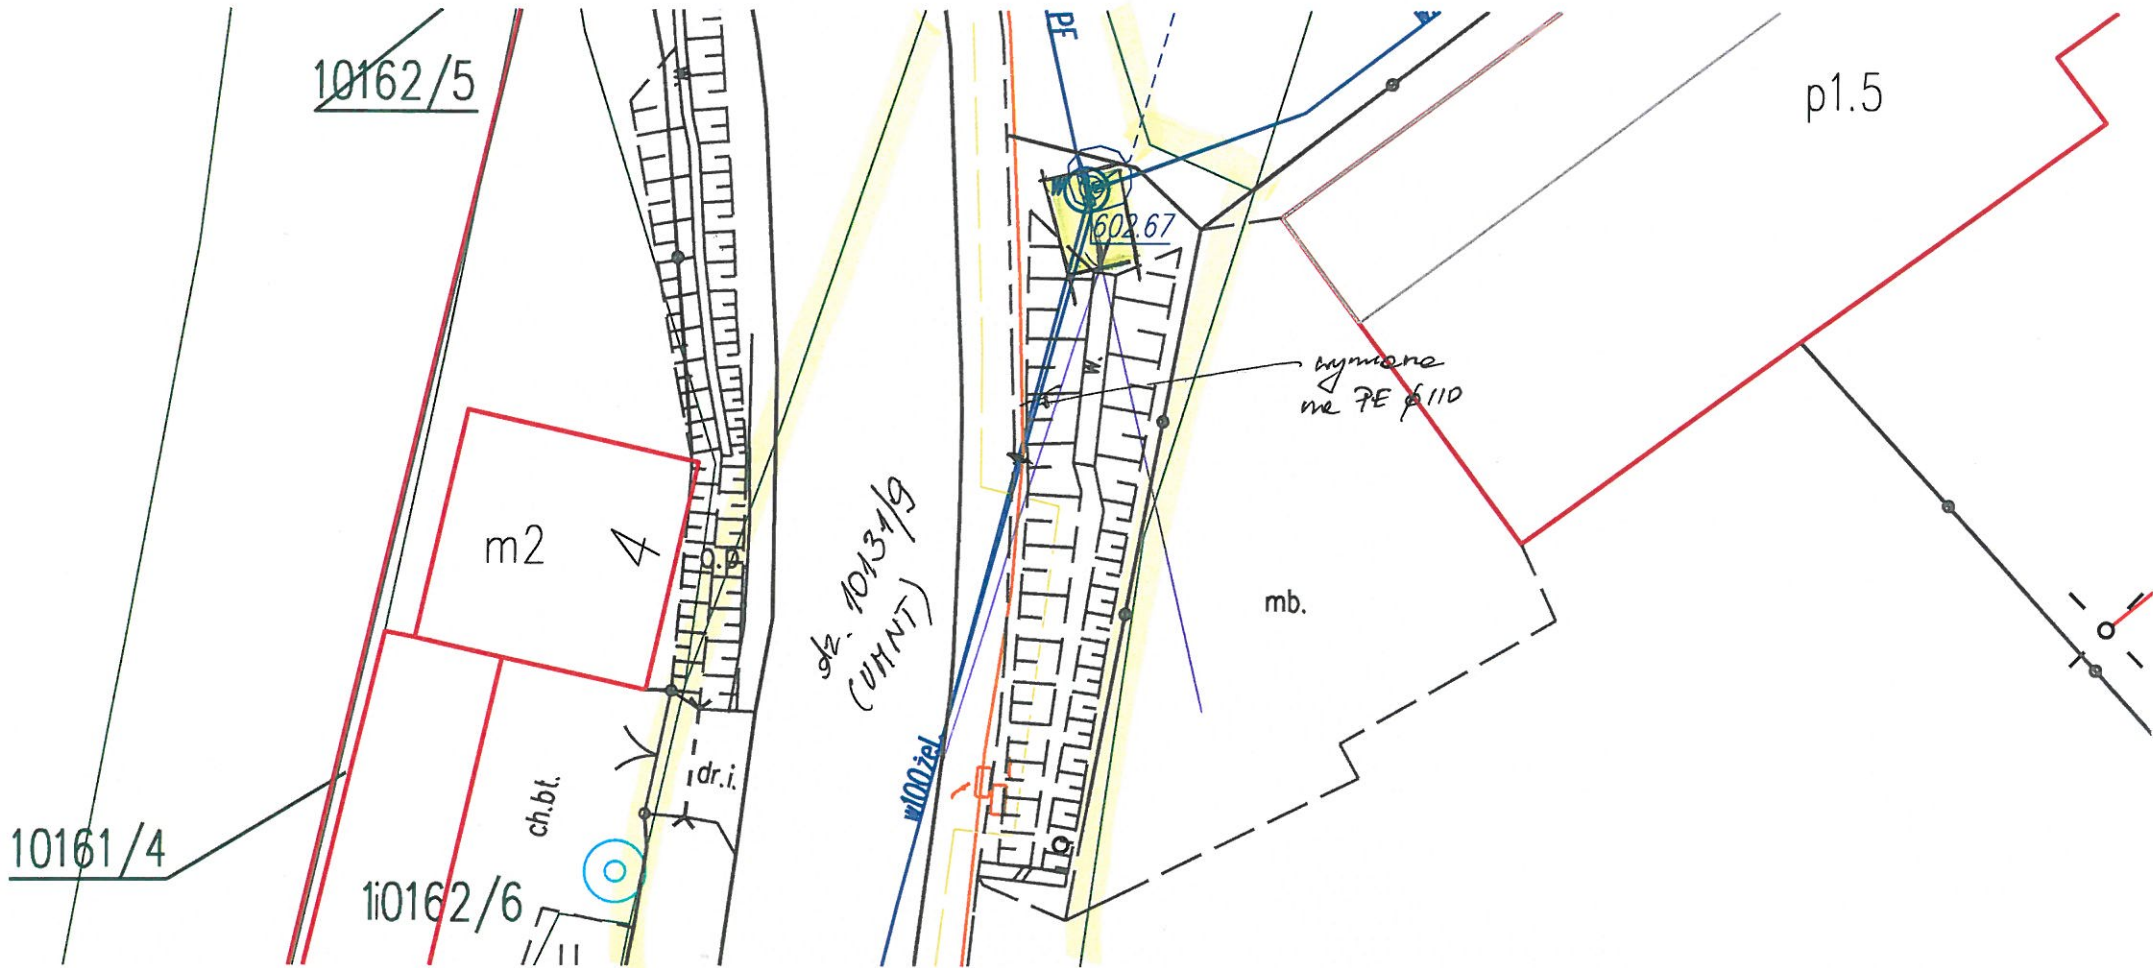 10162/5
PE
p1.5
w
w
602.67
w.
wymiana
na PE ϕ 110
m2
4
dz. 10131/9
(UMNT)
mb.
w100żel.
dr.i.
ch.bt.
10161/4
1i0162/6